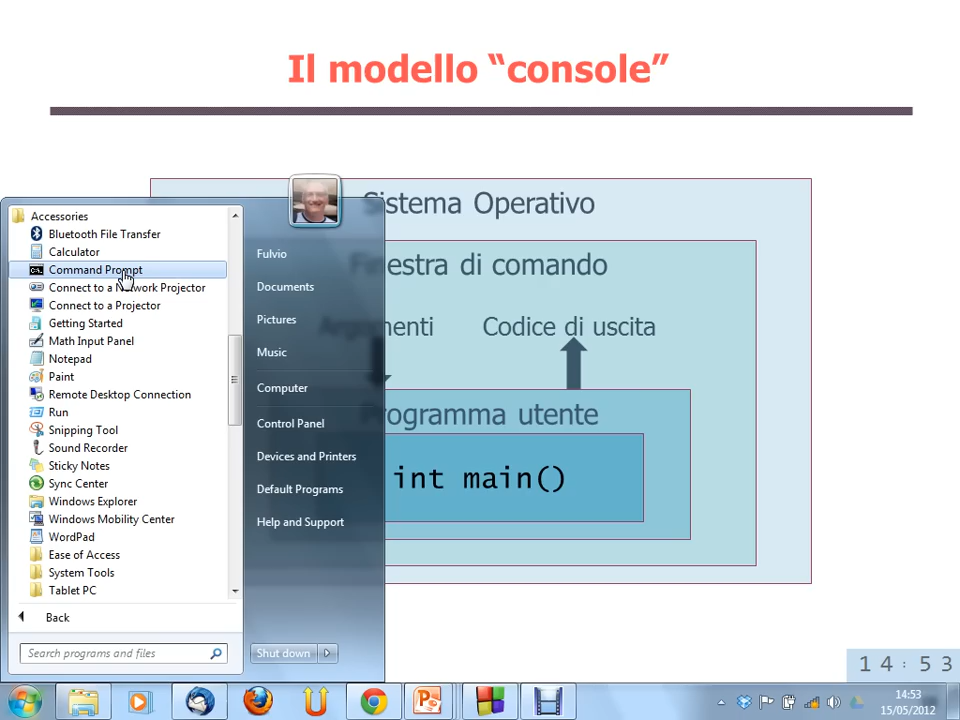 Il modello “console”
Sistema Operativo
Finestra di comando
Argomenti
Codice di uscita
Programma utente
int main()
Accessories
Bluetooth File Transfer
Calculator
Command Prompt
Connect to a Network Projector
Connect to a Projector
Getting Started
Math Input Panel
Notepad
Paint
Remote Desktop Connection
Run
Snipping Tool
Sound Recorder
Sticky Notes
Sync Center
Windows Explorer
Windows Mobility Center
WordPad
Ease of Access
System Tools
Tablet PC
Back
Search programs and files
Fulvio
Documents
Pictures
Music
Computer
Control Panel
Devices and Printers
Default Programs
Help and Support
Shut down
14:53
14:53
15/05/2012